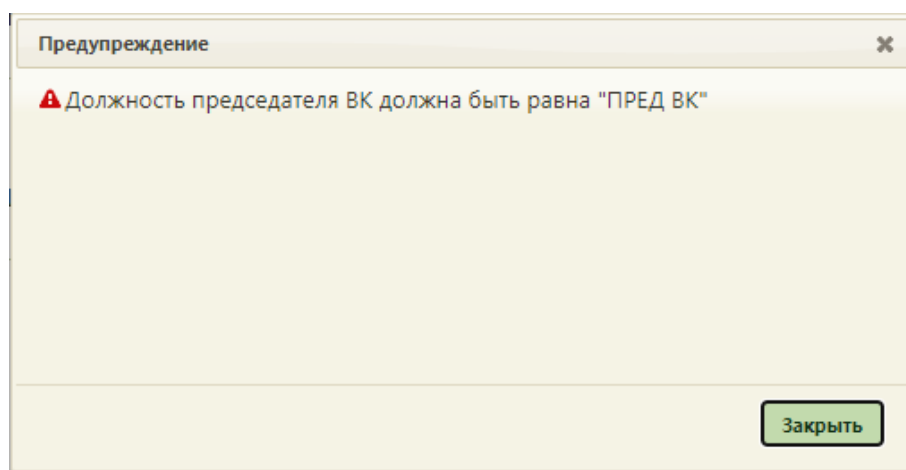 Предупреждение
Должность председателя ВК должна быть равна "ПРЕД ВК"
Закрыть